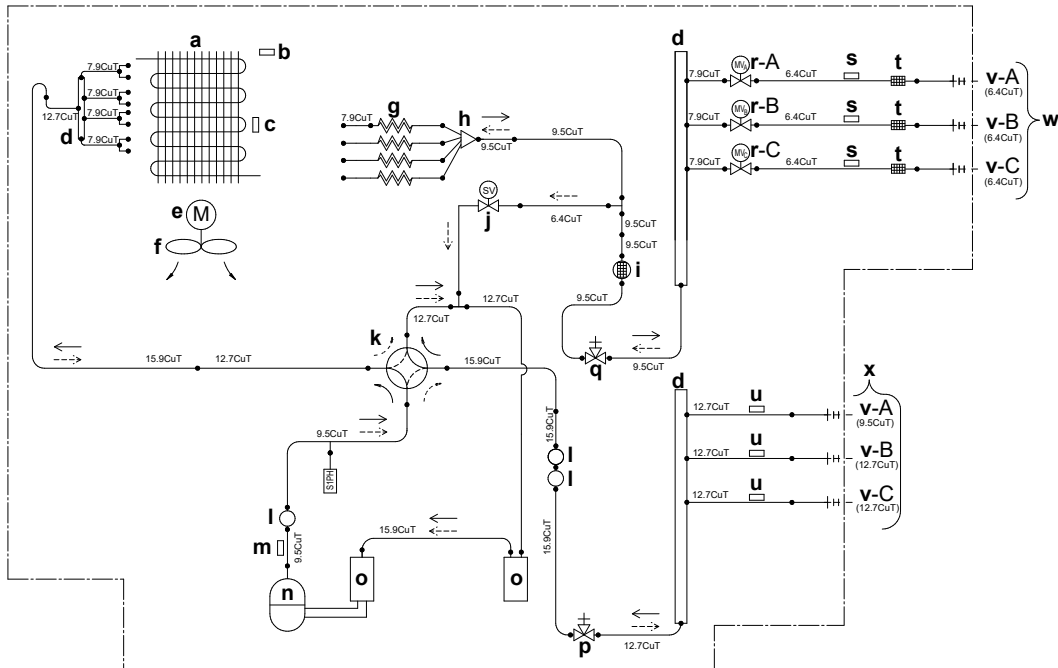 a
b
7.9CuT
7.9CuT
7.9CuT
7.9CuT
12.7CuT
d
c
e M
f
7.9CuT
g
h
9.5CuT
9.5CuT
SV
j
6.4CuT
9.5CuT
9.5CuT
i
9.5CuT
q
9.5CuT
d
7.9CuT
MVA
r-A
6.4CuT
s
t
v-A
(6.4CuT)
7.9CuT
MVB
r-B
6.4CuT
s
t
v-B
(6.4CuT)
7.9CuT
MVC
r-C
6.4CuT
s
t
v-C
(6.4CuT)
w
12.7CuT
12.7CuT
k
15.9CuT
12.7CuT
15.9CuT
9.5CuT
S1PH
l
m
9.5CuT
n
15.9CuT
o
o
15.9CuT
l
l
15.9CuT
p
12.7CuT
d
x
12.7CuT
u
v-A
(9.5CuT)
12.7CuT
u
v-B
(12.7CuT)
12.7CuT
u
v-C
(12.7CuT)